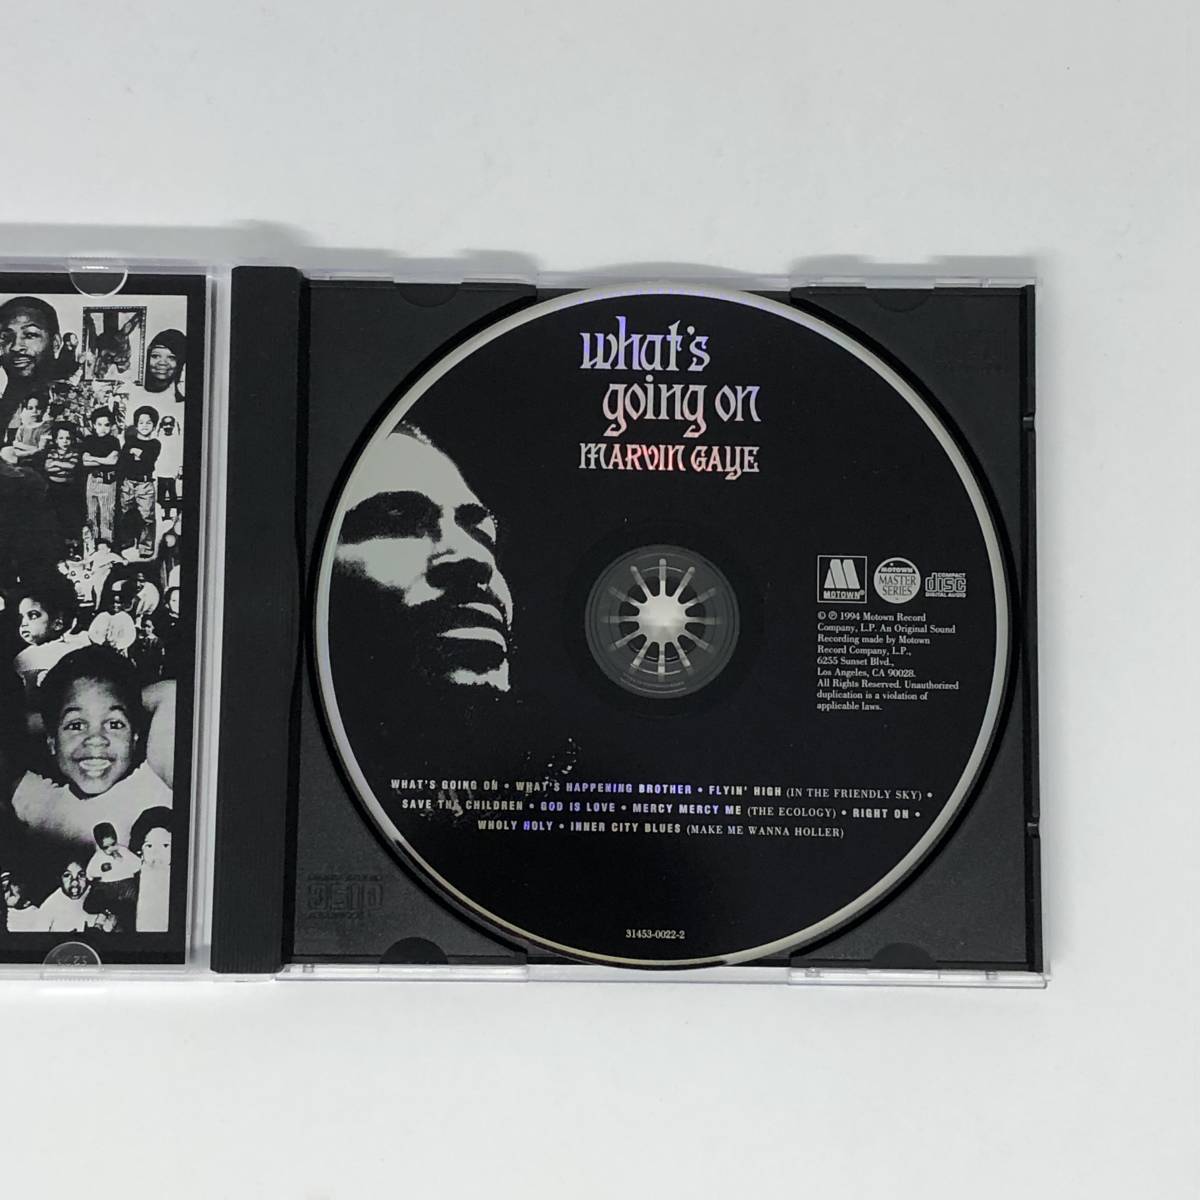 what's
going on
MARVIN GAYE
MOTOWN®
MOTOWN
MASTER
SERIES
COMPACT
disc
DIGITAL AUDIO
© ℗ 1994 Motown Record
Company, L.P. An Original Sound
Recording made by Motown
Record Company, L.P.,
6255 Sunset Blvd.,
Los Angeles, CA 90028.
All Rights Reserved. Unauthorized
duplication is a violation of
applicable laws.
WHAT'S GOING ON • WHAT'S HAPPENING BROTHER • FLYIN' HIGH (IN THE FRIENDLY SKY) •
SAVE THE CHILDREN • GOD IS LOVE • MERCY MERCY ME (THE ECOLOGY) • RIGHT ON •
WHOLY HOLY • INNER CITY BLUES (MAKE ME WANNA HOLLER)
31453-0022-2